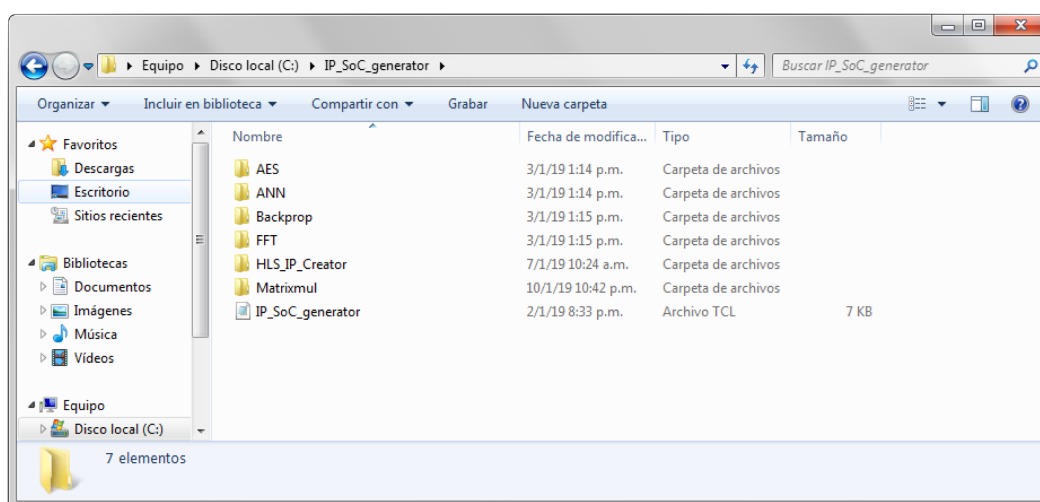 Equipo Disco local (C:) IP_SoC_generator Buscar IP_SoC_generator
Organizar Incluir en biblioteca Compartir con Grabar Nueva carpeta
Favoritos
Descargas
Escritorio
Sitios recientes
Bibliotecas
Documentos
Imágenes
Música
Vídeos
Equipo
Disco local (C:)
Nombre Fecha de modifica... Tipo Tamaño
AES 3/1/19 1:14 p.m. Carpeta de archivos
ANN 3/1/19 1:14 p.m. Carpeta de archivos
Backprop 3/1/19 1:15 p.m. Carpeta de archivos
FFT 3/1/19 1:15 p.m. Carpeta de archivos
HLS_IP_Creator 7/1/19 10:24 a.m. Carpeta de archivos
Matrixmul 10/1/19 10:42 p.m. Carpeta de archivos
IP_SoC_generator 2/1/19 8:33 p.m. Archivo TCL 7 KB
7 elementos